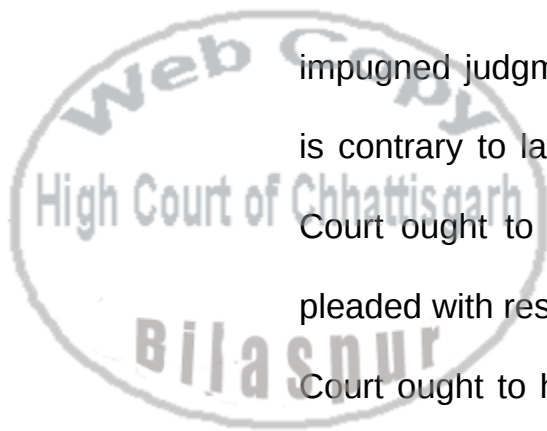 Web Copy
impugned judgm
is contrary to la
High Court of Chhattisgarh
Court ought to
pleaded with res
Bilaspur
Court ought to h